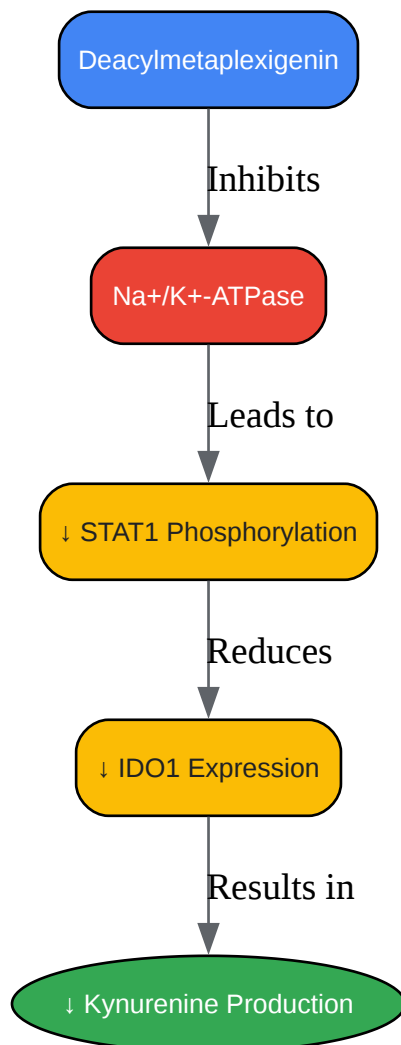 Deacylmetaplexigenin
Inhibits
Na+/K+-ATPase
Leads to
↓ STAT1 Phosphorylation
Reduces
↓ IDO1 Expression
Results in
↓ Kynurenine Production